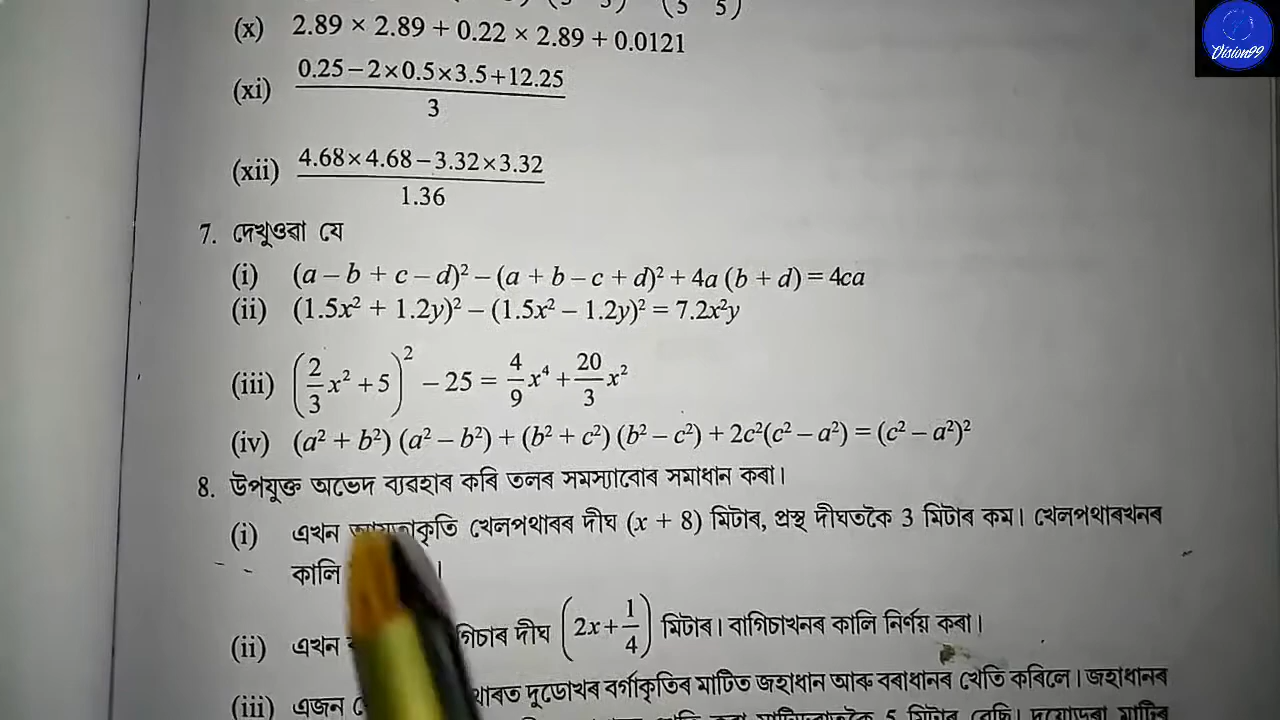 Vision99
(x) 2.89 × 2.89 + 0.22 × 2.89 + 0.0121
(xi) (0.25 − 2×0.5×3.5+12.25)/3
(xii) (4.68×4.68 − 3.32×3.32)/1.36
7. দেখুওৱা যে
(i) (a − b + c − d)² − (a + b − c + d)² + 4a (b + d) = 4ca
(ii) (1.5x² + 1.2y)² − (1.5x² − 1.2y)² = 7.2x²y
(iii) (2/3 x² + 5)² − 25 = 4/9 x⁴ + 20/3 x²
(iv) (a² + b²) (a² − b²) + (b² + c²) (b² − c²) + 2c²(c² − a²) = (c² − a²)²
8. উপযুক্ত অভেদ ব্যৱহাৰ কৰি তলৰ সমস্যাবোৰ সমাধান কৰা।
(i) এখন আয়তাকৃতি খেলপথাৰৰ দীঘ (x + 8) মিটাৰ, প্ৰস্থ দীঘতকৈ 3 মিটাৰ কম। খেলপথাৰখনৰ
কালি ।
(ii) এখন দীঘ (2x + 1/4) মিটাৰ। বাগিচাখনৰ কালি নিৰ্ণয় কৰা।
(iii) এজন দুডোখৰ বৰ্গাকৃতিৰ মাটিত জহাধান আৰু বৰাধানৰ খেতি কৰিলে। জহাধানৰ